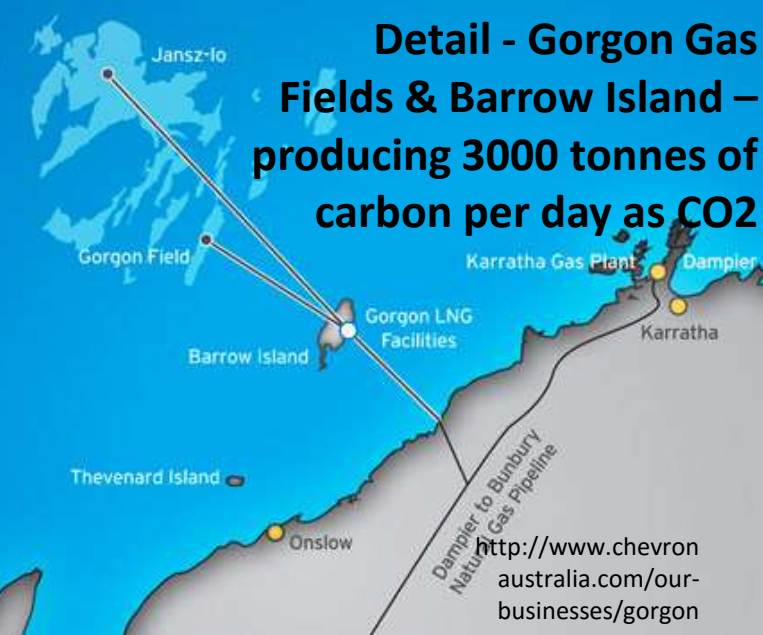 Detail - Gorgon Gas
Fields & Barrow Island –
producing 3000 tonnes of
carbon per day as CO2
Jansz-Io
Gorgon Field
Karratha Gas Plant
Dampier
Karratha
Gorgon LNG
Facilities
Barrow Island
Thevenard Island
Onslow
Dampier to Bunbury
Natural Gas Pipeline
http://www.chevron
australia.com/our-
businesses/gorgon